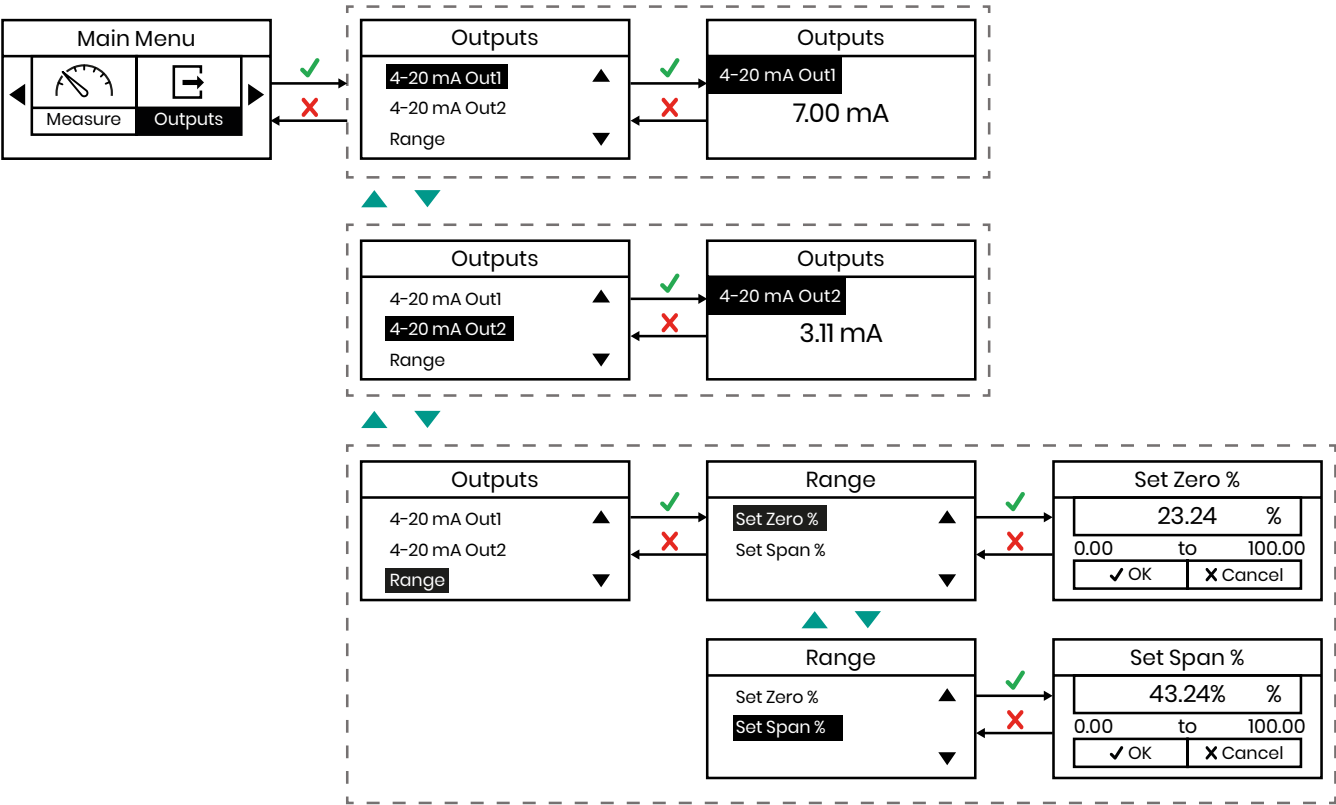 Main Menu
Measure
Outputs
Outputs
4-20 mA Out1
4-20 mA Out2
Range
Outputs
4-20 mA Out1
7.00 mA
Outputs
4-20 mA Out1
4-20 mA Out2
Range
Outputs
4-20 mA Out2
3.11 mA
Outputs
4-20 mA Out1
4-20 mA Out2
Range
Range
Set Zero %
Set Span %
Set Zero %
23.24 %
0.00 to 100.00
✓ OK
✗ Cancel
Range
Set Zero %
Set Span %
Set Span %
43.24% %
0.00 to 100.00
✓ OK
✗ Cancel